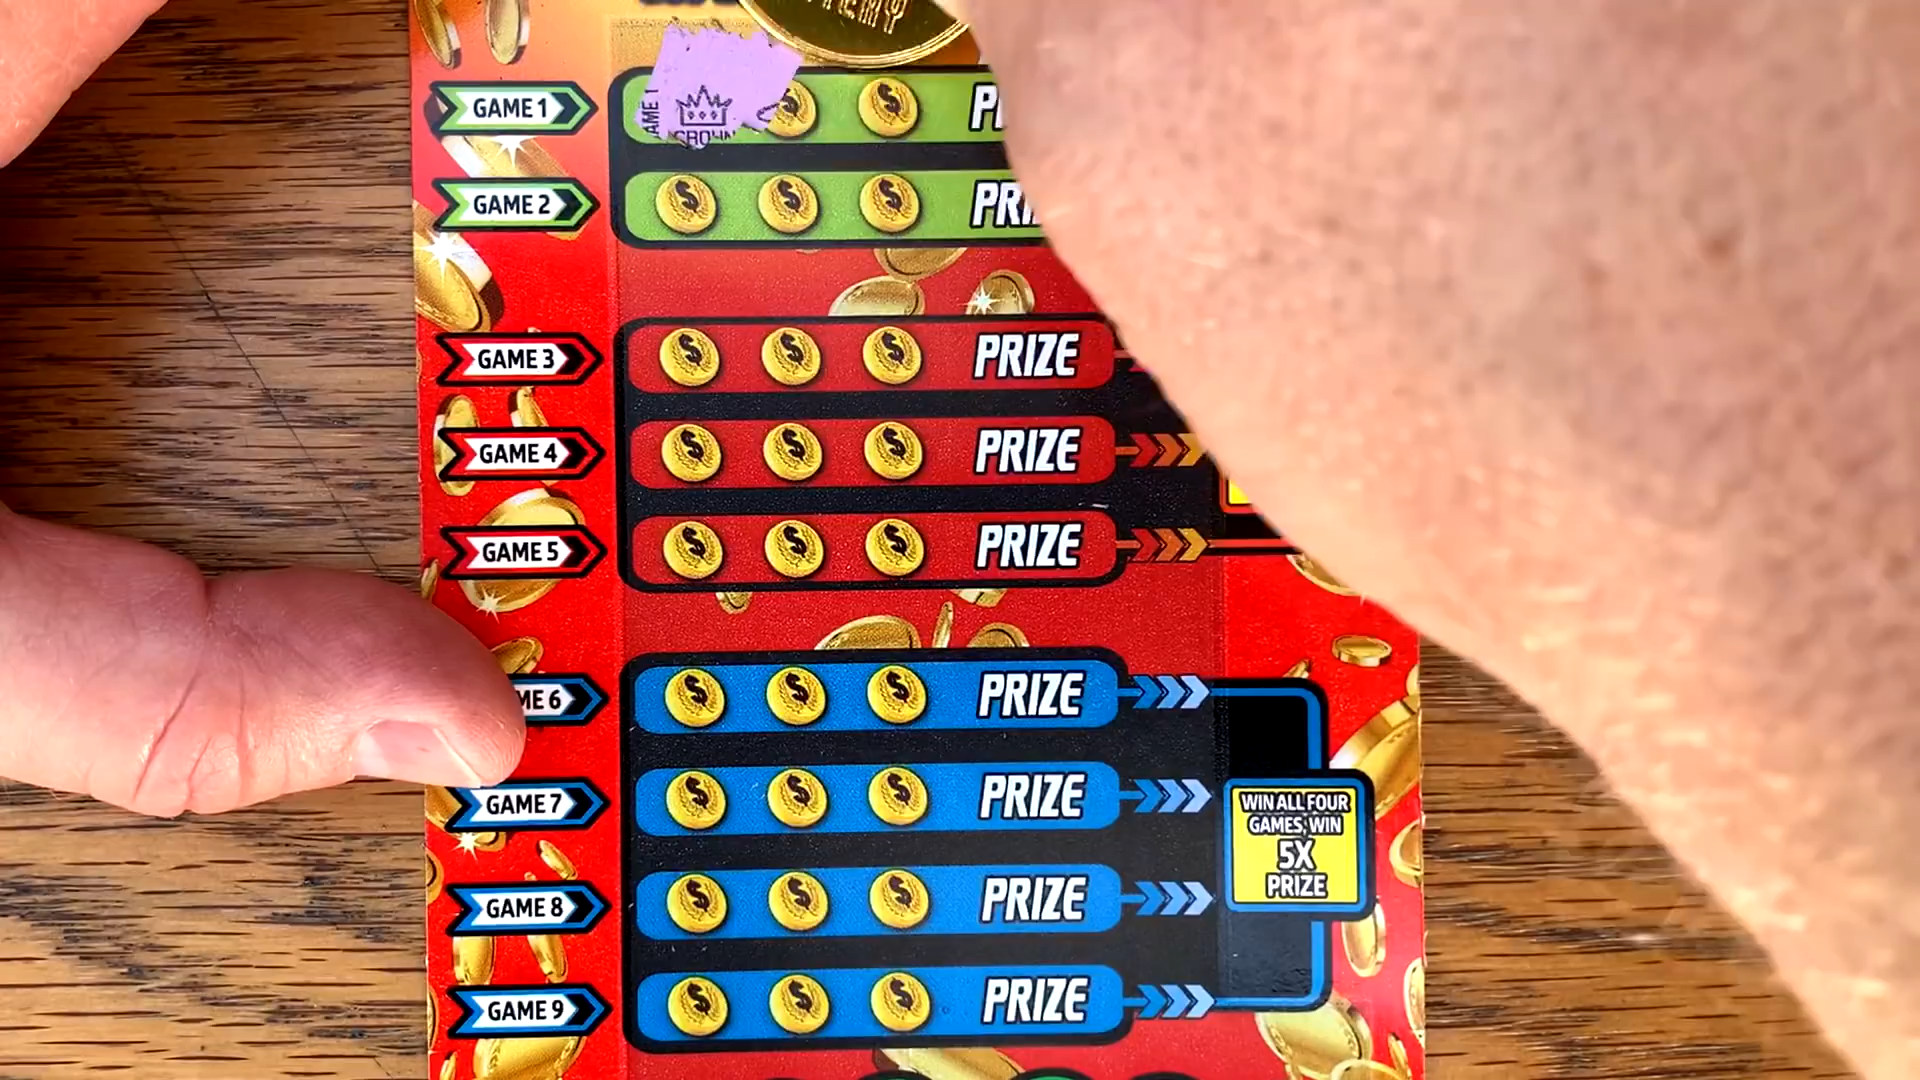 GAME 1
CROWN
GAME 2
GAME 3 PRIZE
GAME 4 PRIZE
GAME 5 PRIZE
ME 6 PRIZE
GAME 7 PRIZE
WIN ALL FOUR
GAMES, WIN
5X
PRIZE
GAME 8 PRIZE
GAME 9 PRIZE